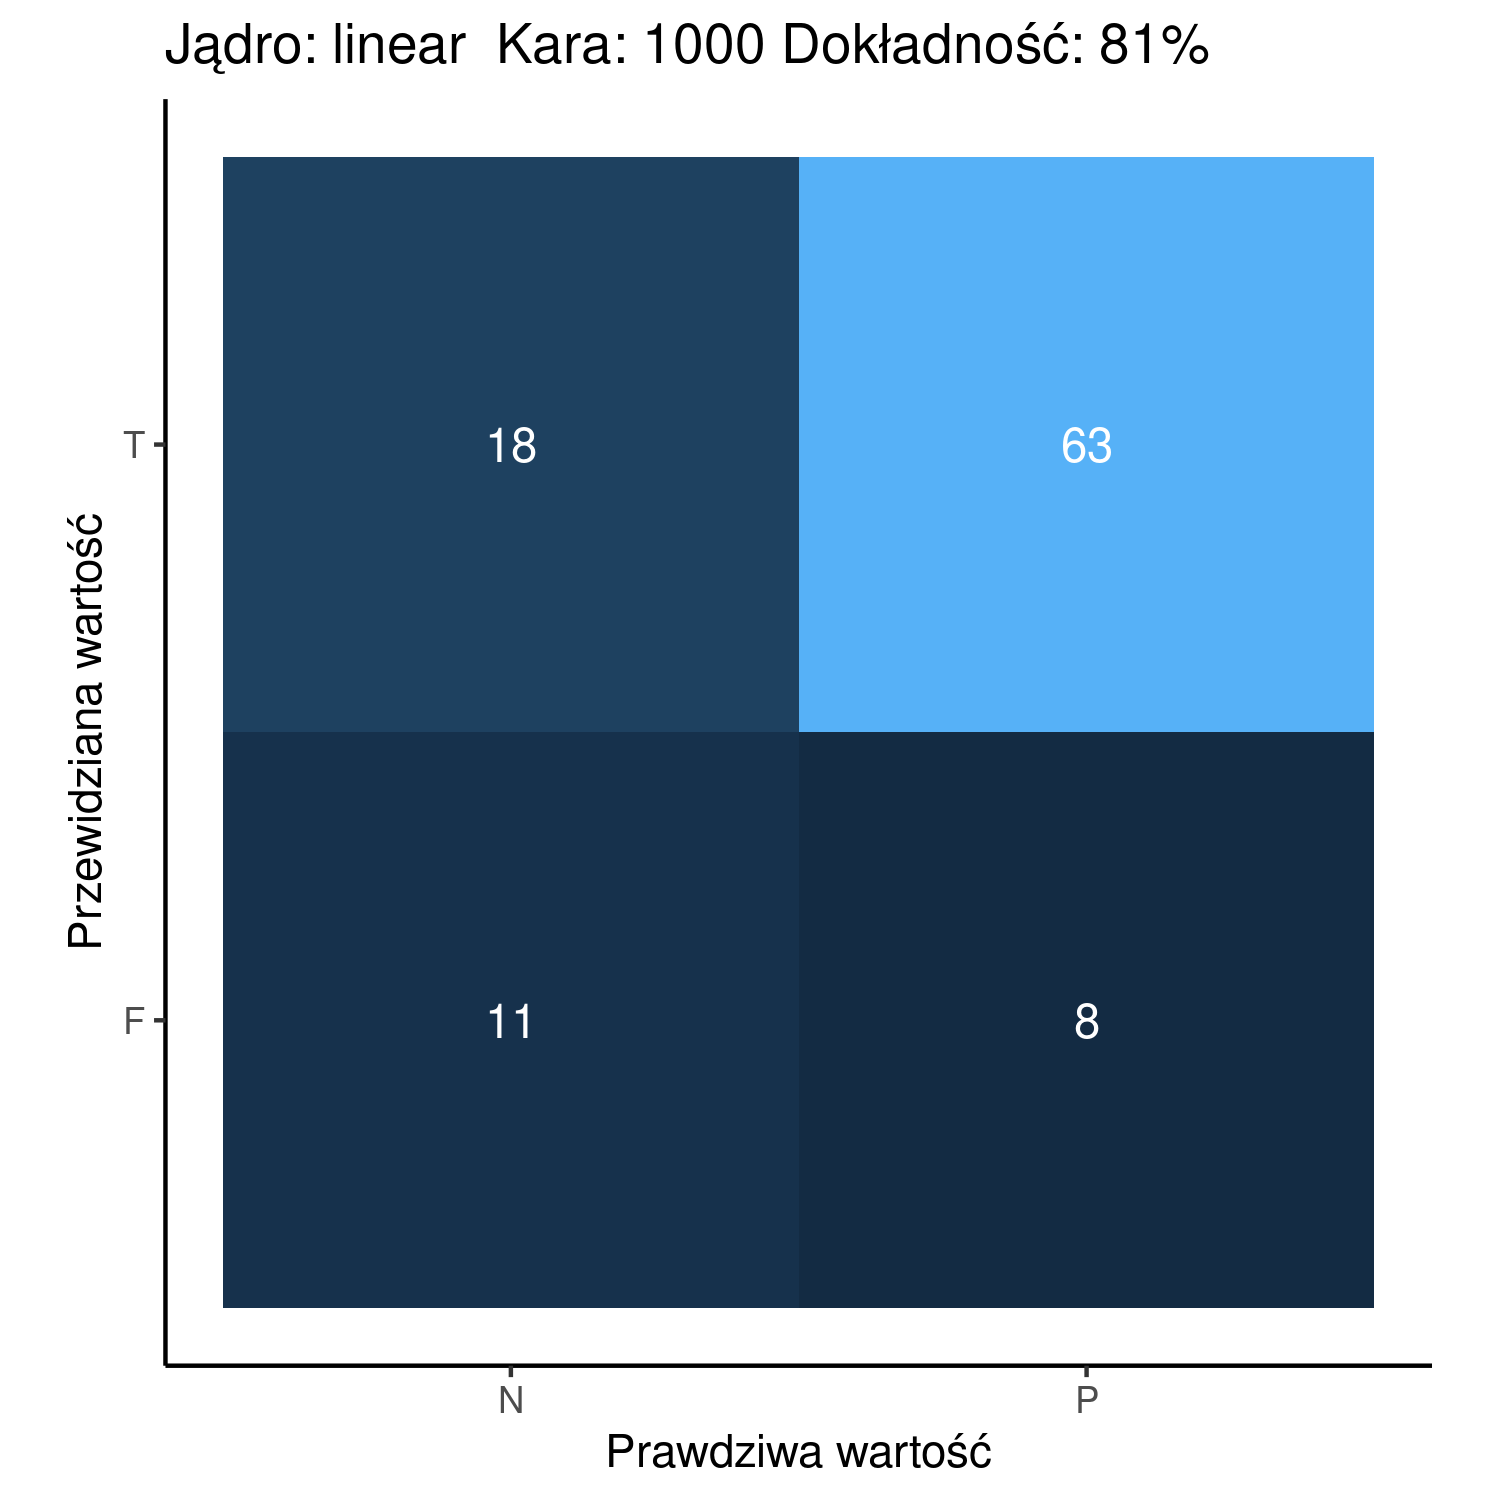 Jądro: linear  Kara: 1000 Dokładność: 81%
Przewidziana wartość
T
18
63
F
11
8
N
P
Prawdziwa wartość